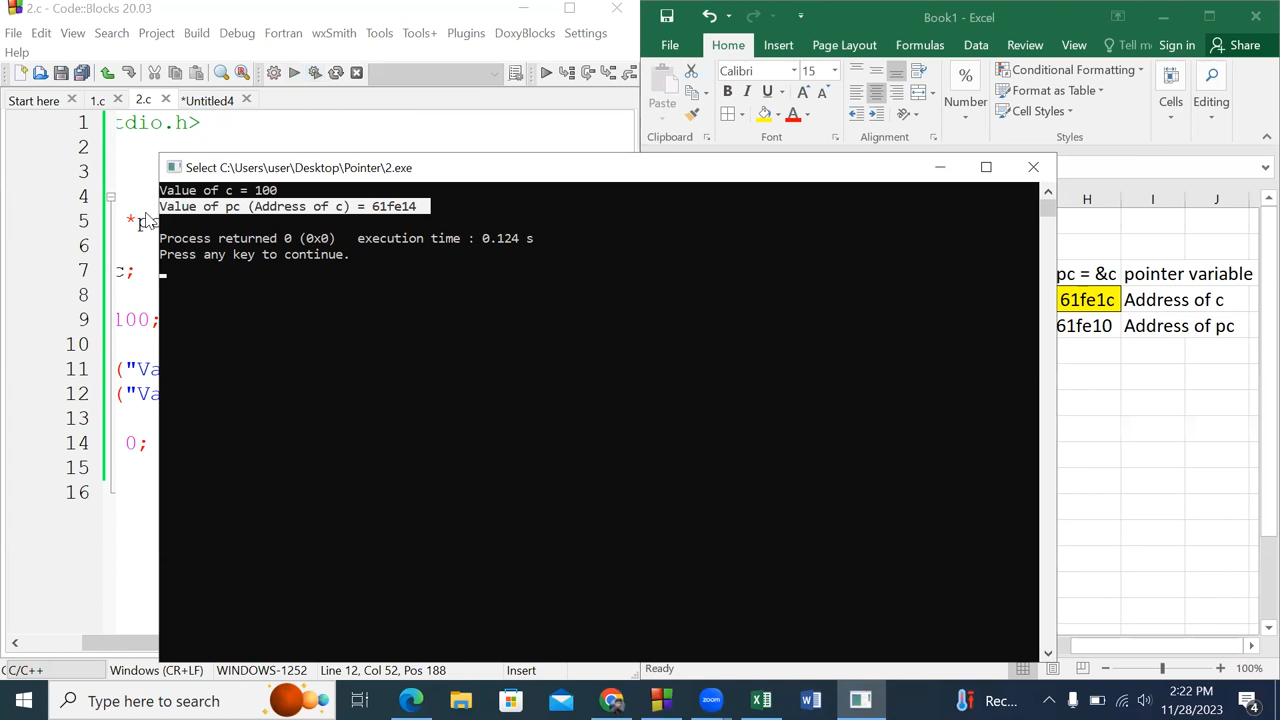 2.c - Code::Blocks 20.03
File Edit View Search Project Build Debug Fortran wxSmith Tools Tools+ Plugins DoxyBlocks Settings
Help
Start here 1.c 2.c *Untitled4
1 tdio.h>
2
3
4
5 *p
6
7 c;
8
9 100;
10
11 ("Va
12 ("Va
13
14 0;
15
16
C/C++ Windows (CR+LF) WINDOWS-1252 Line 12, Col 52, Pos 188 Insert
Select C:\Users\user\Desktop\Pointer\2.exe
Value of c = 100
Value of pc (Address of c) = 61fe14
Process returned 0 (0x0) execution time : 0.124 s
Press any key to continue.
Book1 - Excel
File Home Insert Page Layout Formulas Data Review View Tell me Sign in Share
Paste Calibri 15 Number Conditional Formatting Cells Editing
B I U A A Format as Table
% Cell Styles
Clipboard Font Alignment Styles
H I J
pc = &c pointer variable
61fe1c Address of c
61fe10 Address of pc
Ready 100%
Type here to search
Rec...
2:22 PM
11/28/2023
4